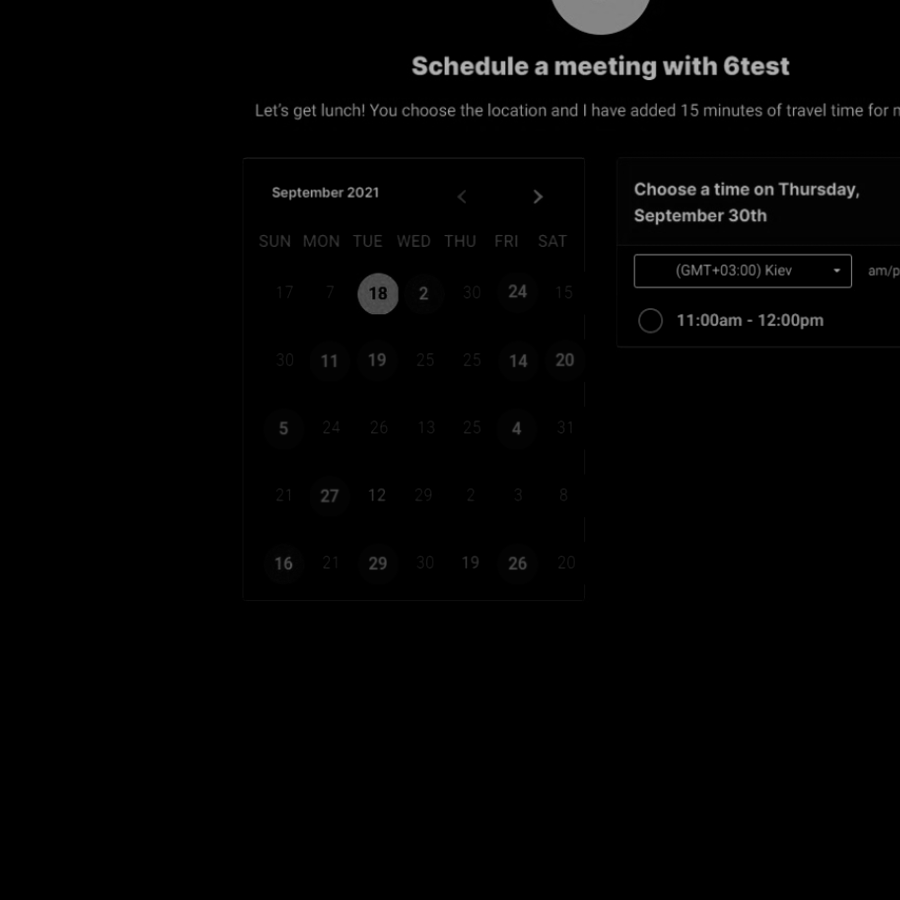 Schedule a meeting with 6test
Let's get lunch! You choose the location and I have added 15 minutes of travel time for
September 2021
SUN MON TUE WED THU FRI SAT
17 7 18 2 30 24 15
30 11 19 25 25 14 20
5 24 26 13 25 4 31
21 27 12 29 2 3 8
16 21 29 30 19 26 20
Choose a time on Thursday,
September 30th
(GMT+03:00) Kiev
am/p
11:00am - 12:00pm